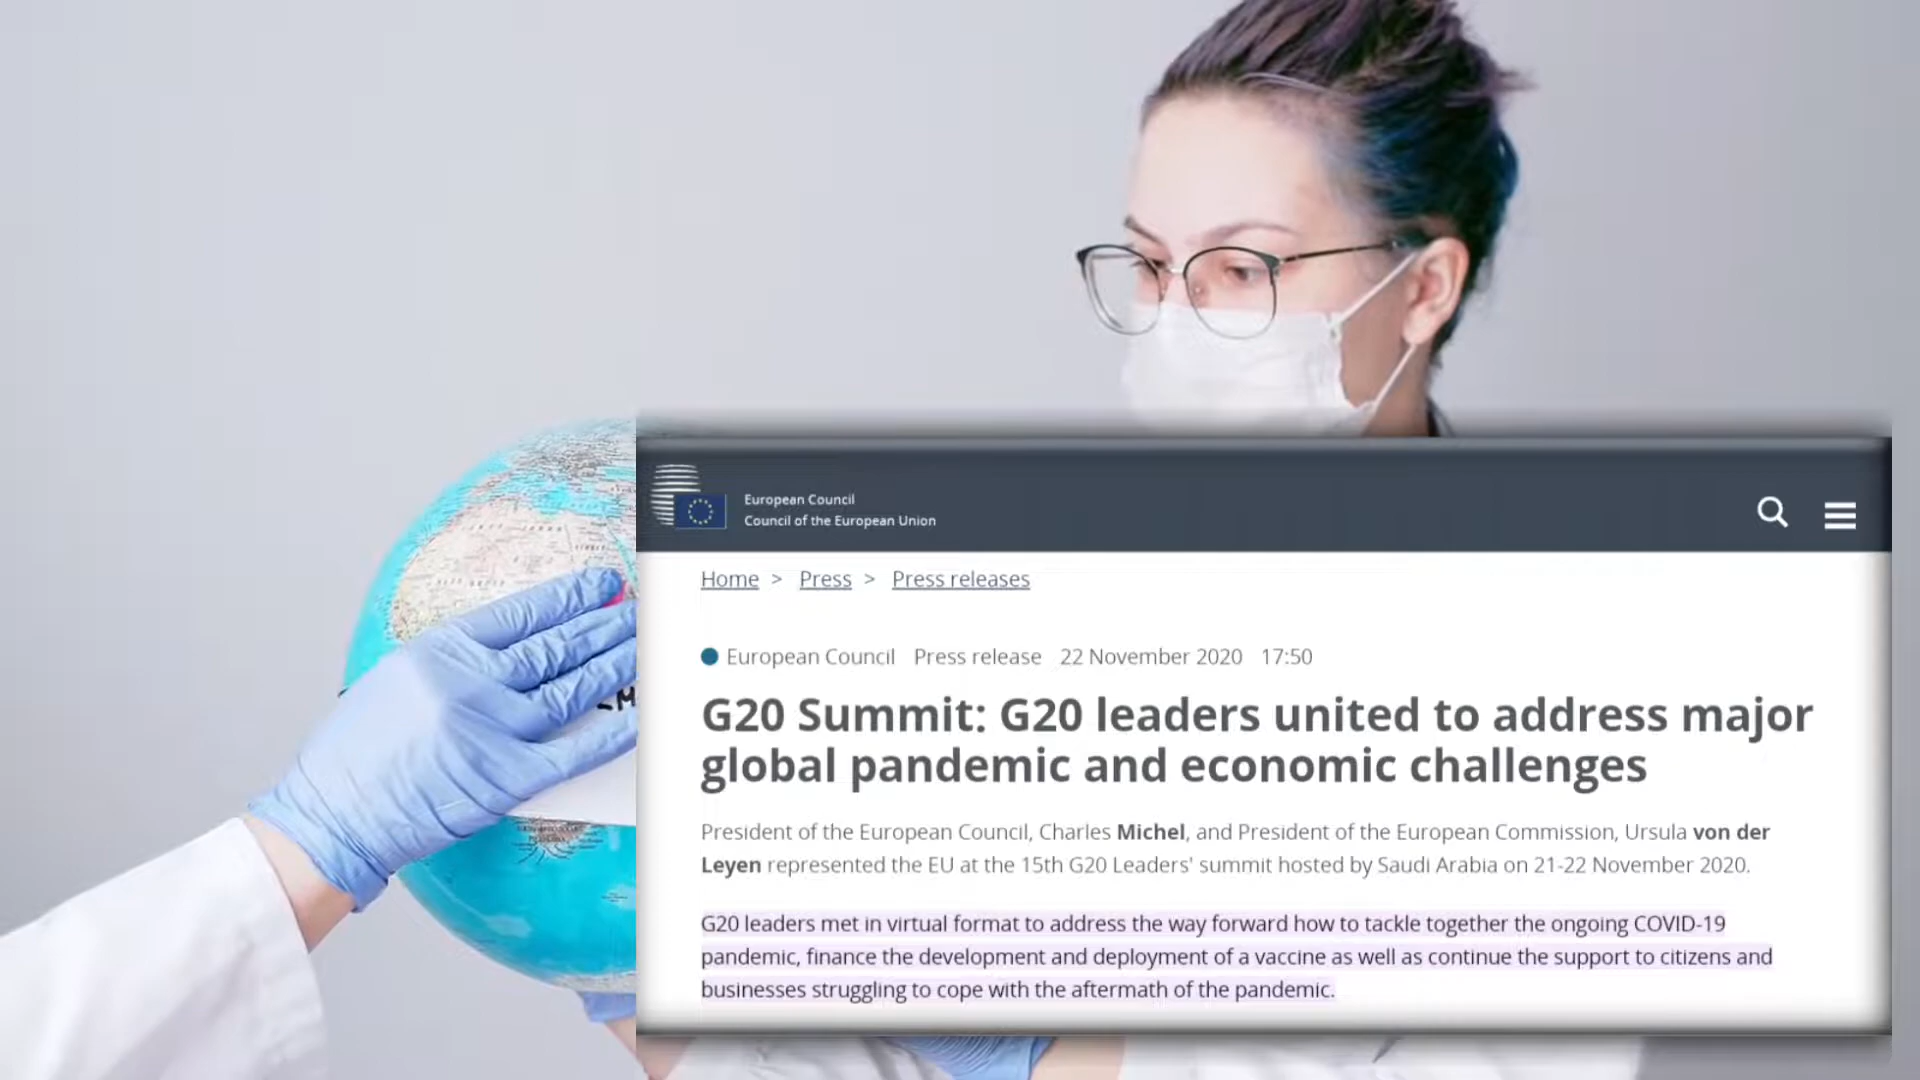 European Council
Council of the European Union
Home > Press > Press releases
European Council Press release 22 November 2020 17:50
G20 Summit: G20 leaders united to address major
global pandemic and economic challenges
President of the European Council, Charles Michel, and President of the European Commission, Ursula von der
Leyen represented the EU at the 15th G20 Leaders' summit hosted by Saudi Arabia on 21-22 November 2020.
G20 leaders met in virtual format to address the way forward how to tackle together the ongoing COVID-19
pandemic, finance the development and deployment of a vaccine as well as continue the support to citizens and
businesses struggling to cope with the aftermath of the pandemic.